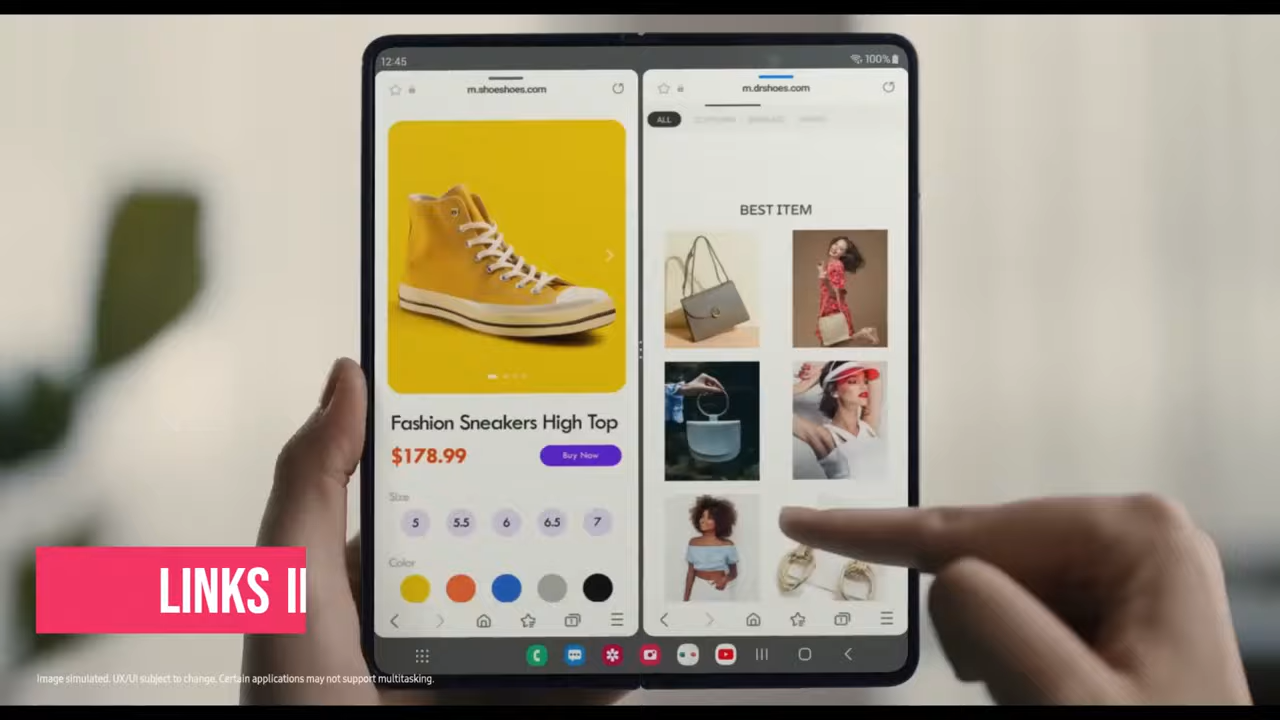 12:45
100%
m.shoeshoes.com
m.drshoes.com
ALL
BEST ITEM
Fashion Sneakers High Top
$178.99
Buy Now
Size
5 5.5 6 6.5 7
Color
LINKS
Image simulated. UX/UI subject to change. Certain applications may not support multitasking.